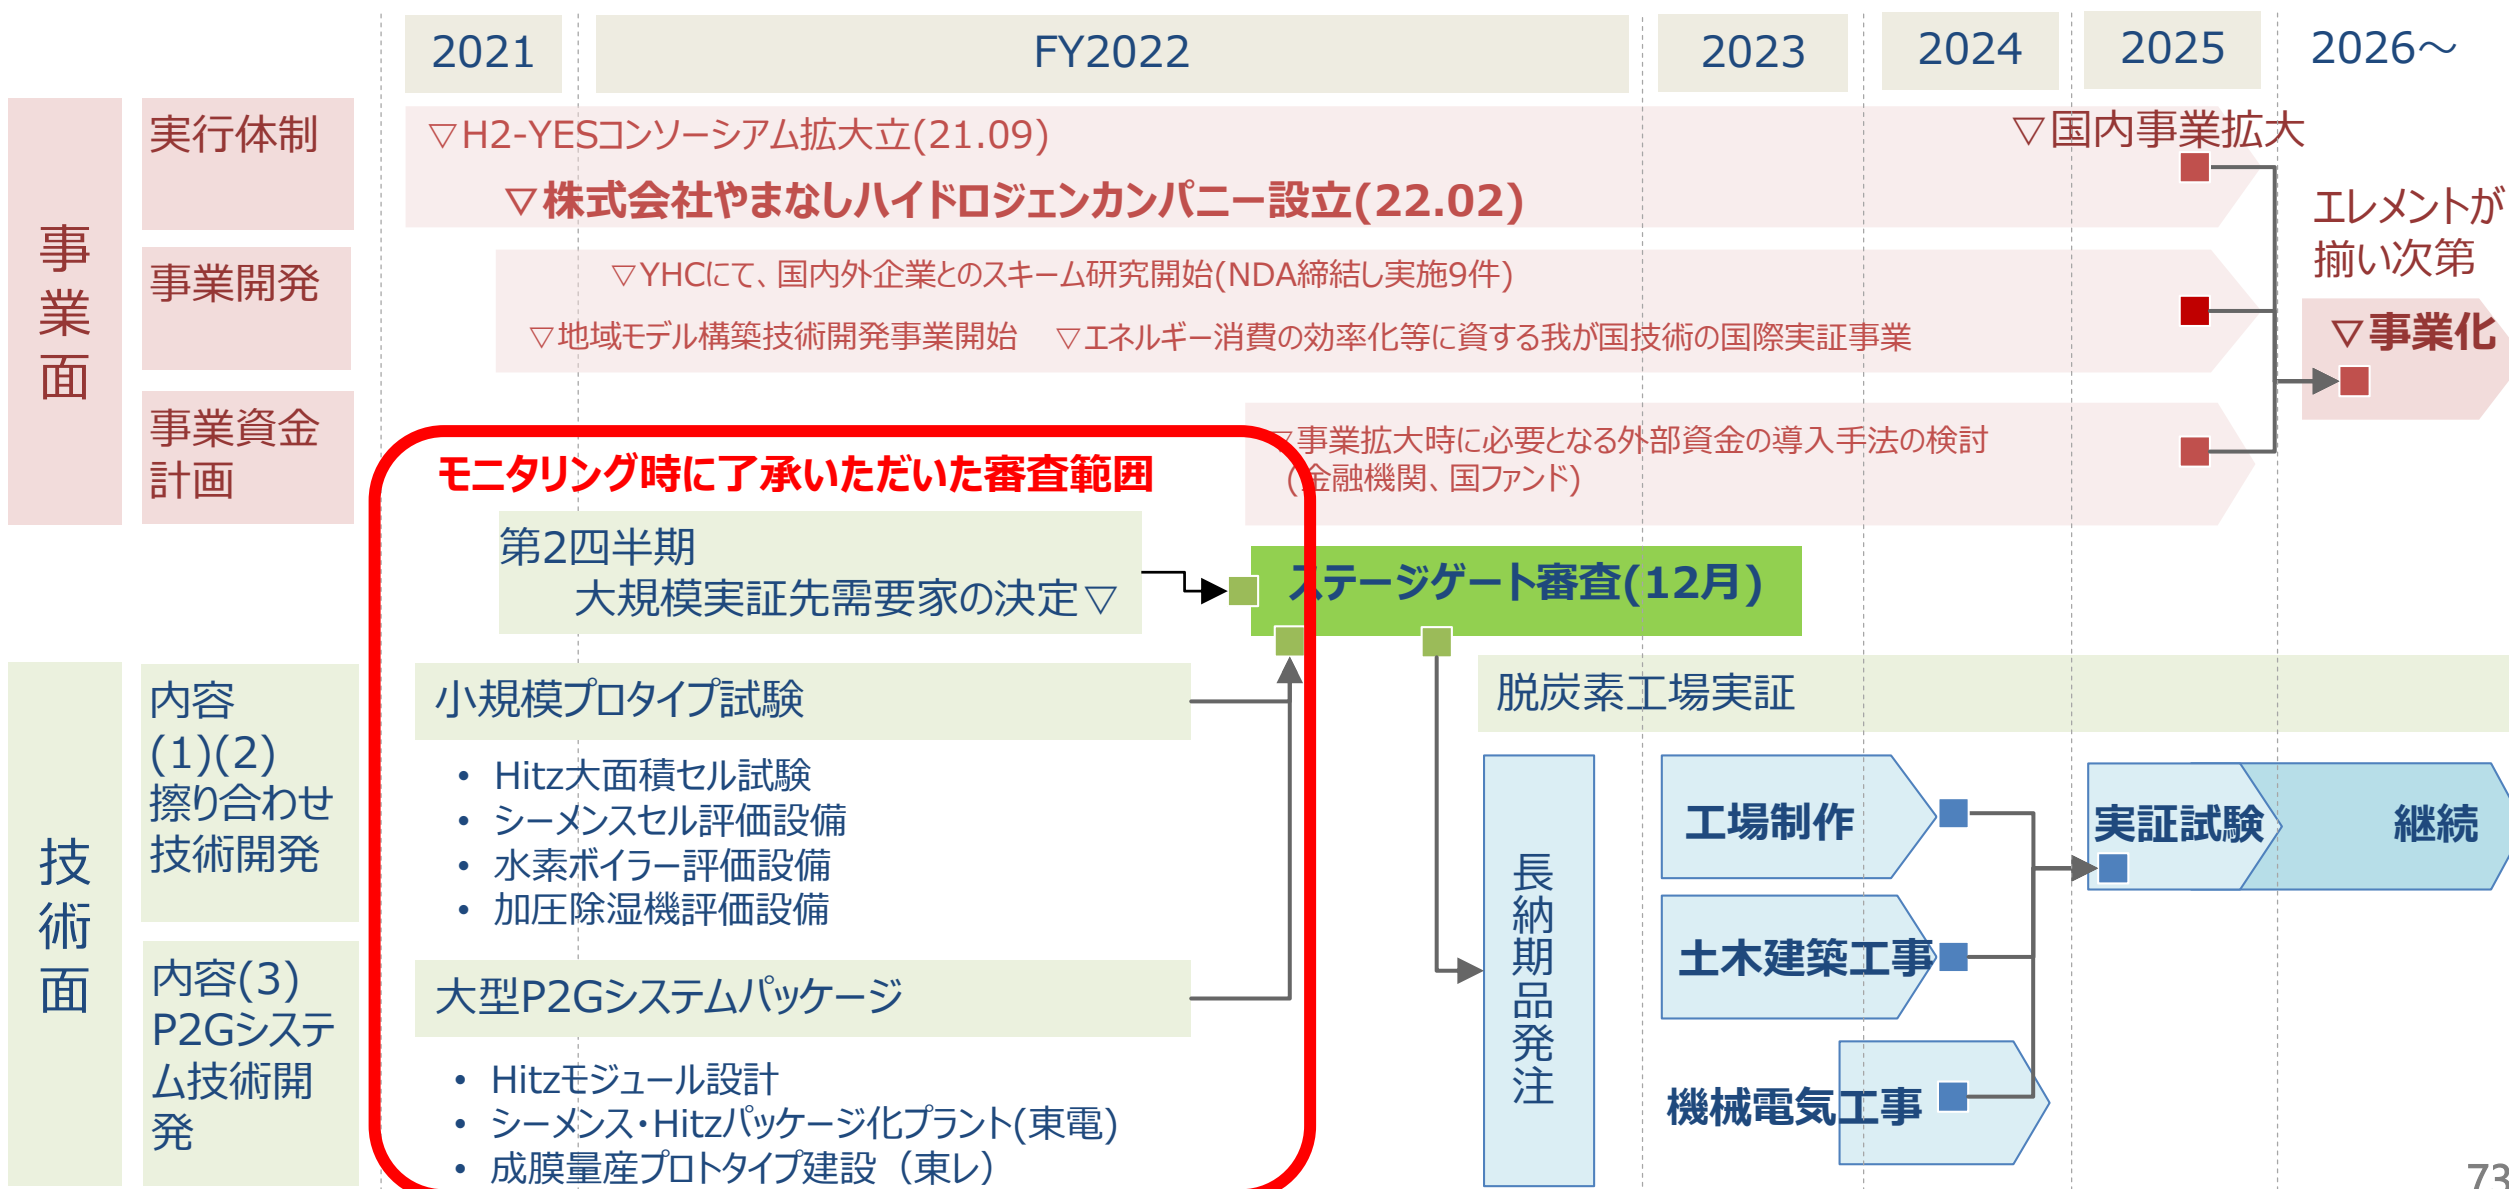 2021
FY2022
2023
2024
2025
2026～
事業面
実行体制
▽H2-YESコンソーシアム拡大立(21.09)
▽国内事業拡大
▽株式会社やまなしハイドロジェンカンパニー設立(22.02)
エレメントが
揃い次第
事業開発
▽YHCにて、国内外企業とのスキーム研究開始(NDA締結し実施9件)
▽地域モデル構築技術開発事業開始
▽エネルギー消費の効率化等に資する我が国技術の国際実証事業
▽事業化
事業資金
計画
▽事業拡大時に必要となる外部資金の導入手法の検討
(金融機関、国ファンド)
モニタリング時に了承いただいた審査範囲
第2四半期
大規模実証先需要家の決定▽
ステージゲート審査(12月)
技術面
内容
(1)(2)
擦り合わせ
技術開発
小規模プロタイプ試験
• Hitz大面積セル試験
• シーメンスセル評価設備
• 水素ボイラー評価設備
• 加圧除湿機評価設備
脱炭素工場実証
長納期品発注
工場制作
土木建築工事
機械電気工事
実証試験
継続
内容(3)
P2Gシステ
ム技術開
発
大型P2Gシステムパッケージ
• Hitzモジュール設計
• シーメンス・Hitzパッケージ化プラント(東電)
• 成膜量産プロトタイプ建設（東レ）
73